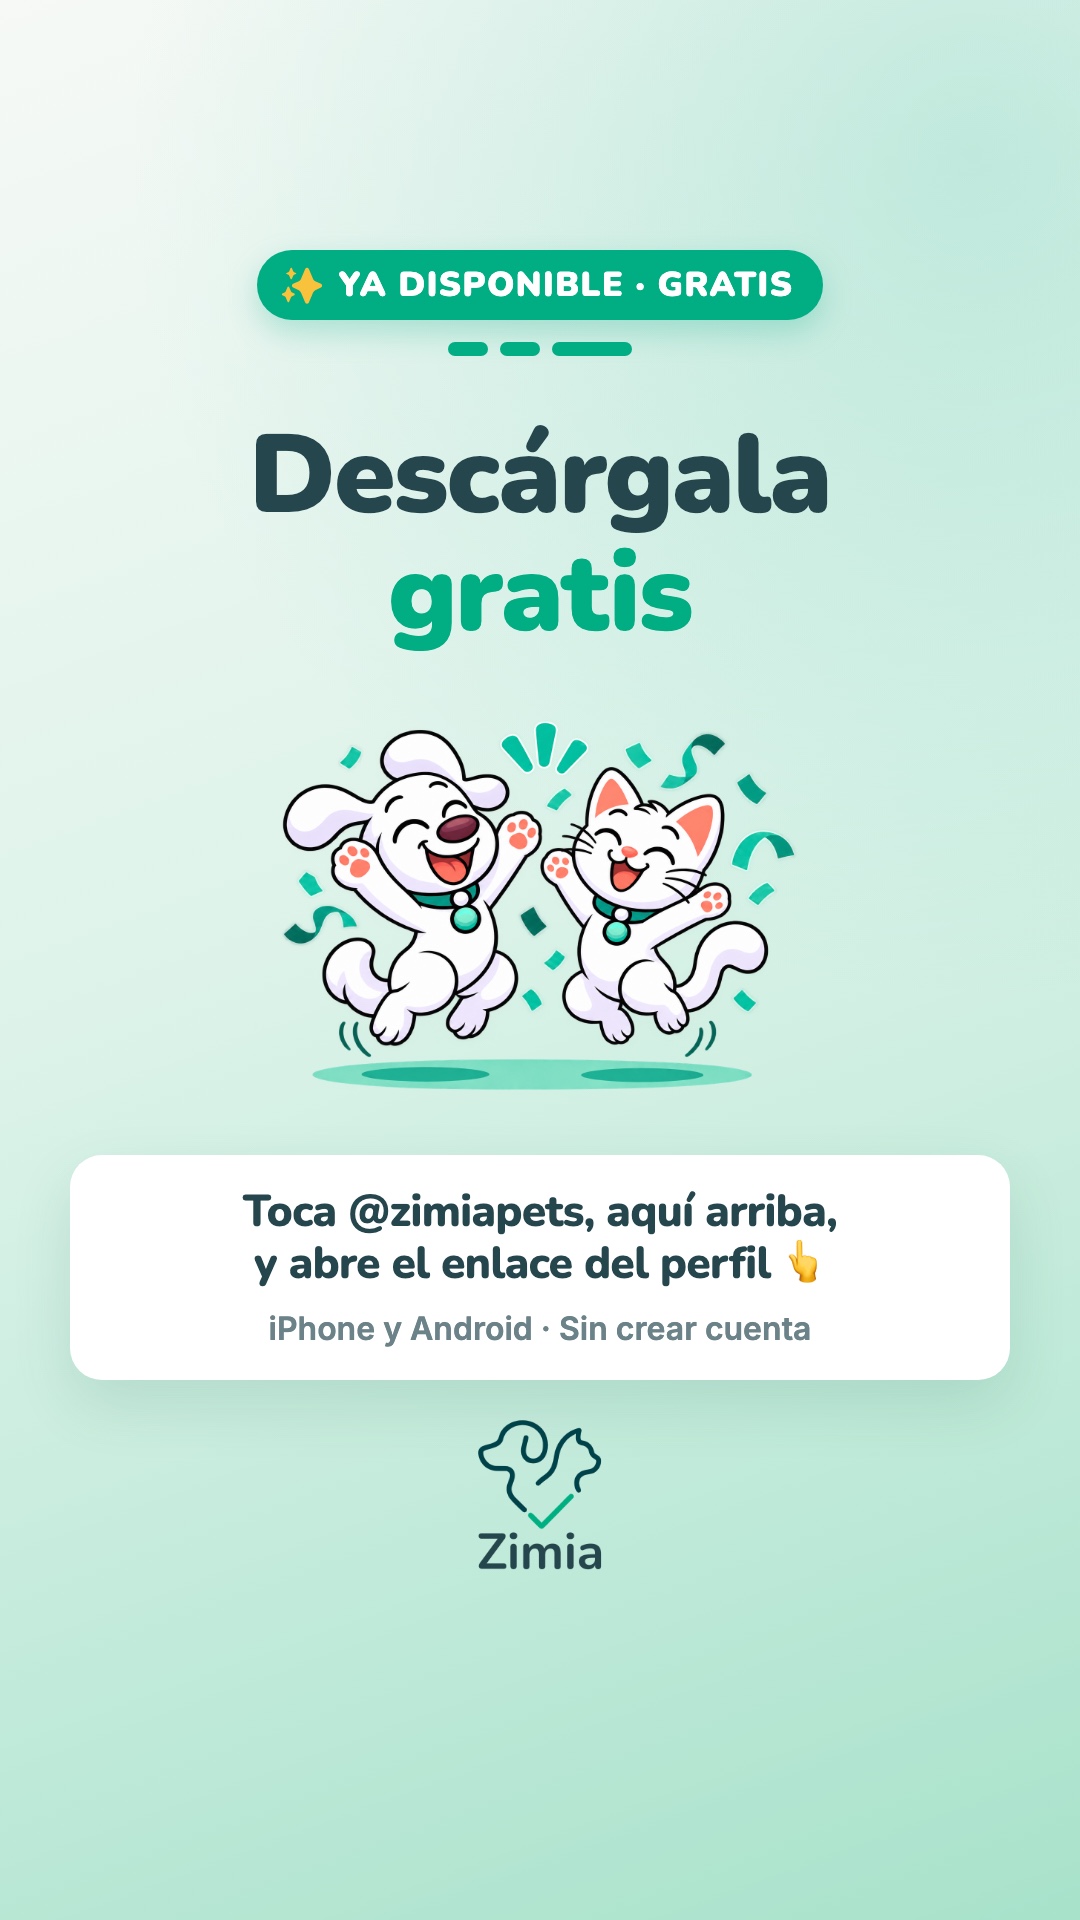 ✨ YA DISPONIBLE · GRATIS
Descárgala
gratis
Toca @zimiapets, aquí arriba,
y abre el enlace del perfil 👆
iPhone y Android · Sin crear cuenta
Zimia